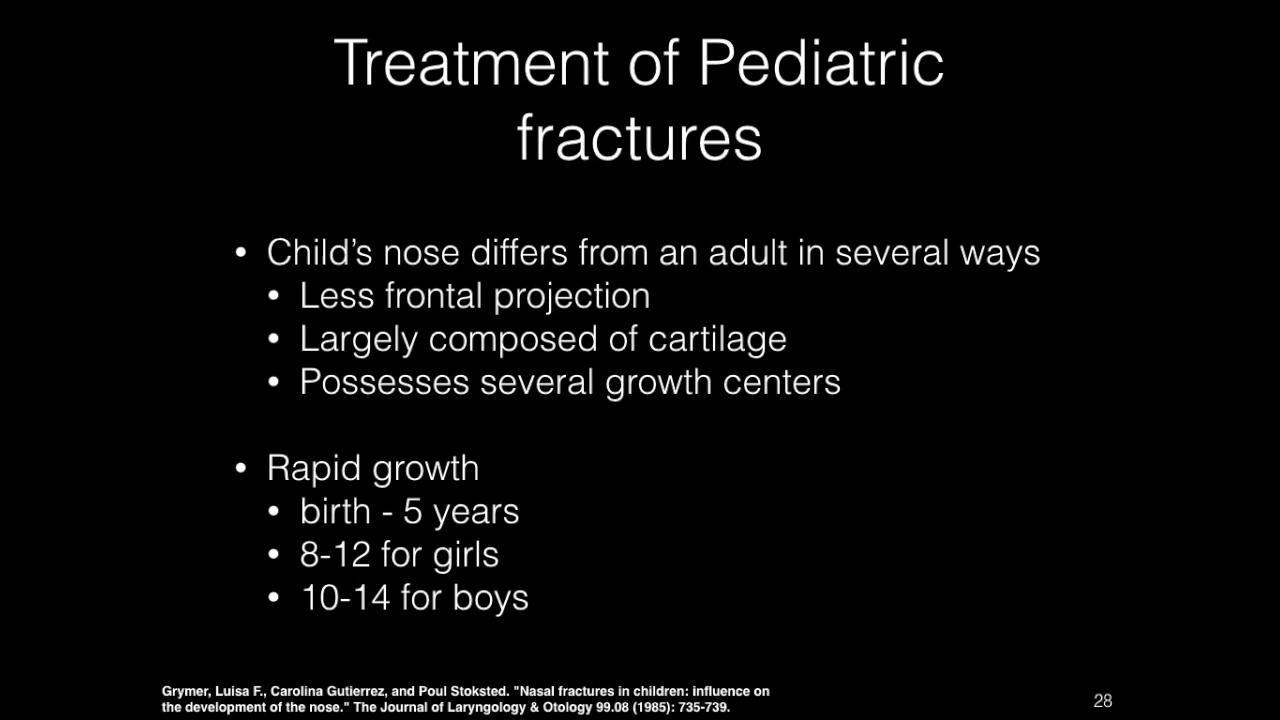 Treatment of Pediatric
fractures
• Child’s nose differs from an adult in several ways
• Less frontal projection
• Largely composed of cartilage
• Possesses several growth centers
• Rapid growth
• birth - 5 years
• 8-12 for girls
• 10-14 for boys
Grymer, Luisa F., Carolina Gutierrez, and Poul Stoksted. "Nasal fractures in children: influence on
the development of the nose." The Journal of Laryngology & Otology 99.08 (1985): 735-739.
28